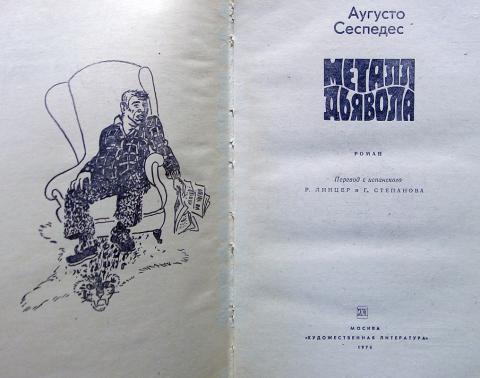 Аугусто
Сеспедес
МЕТАЛЛ
ДЬЯВОЛА
РОМАН
Перевод с испанского
Р. ЛИНЦЕР и Г. СТЕПАНОВА
МОСКВА
«ХУДОЖЕСТВЕННАЯ ЛИТЕРАТУРА»